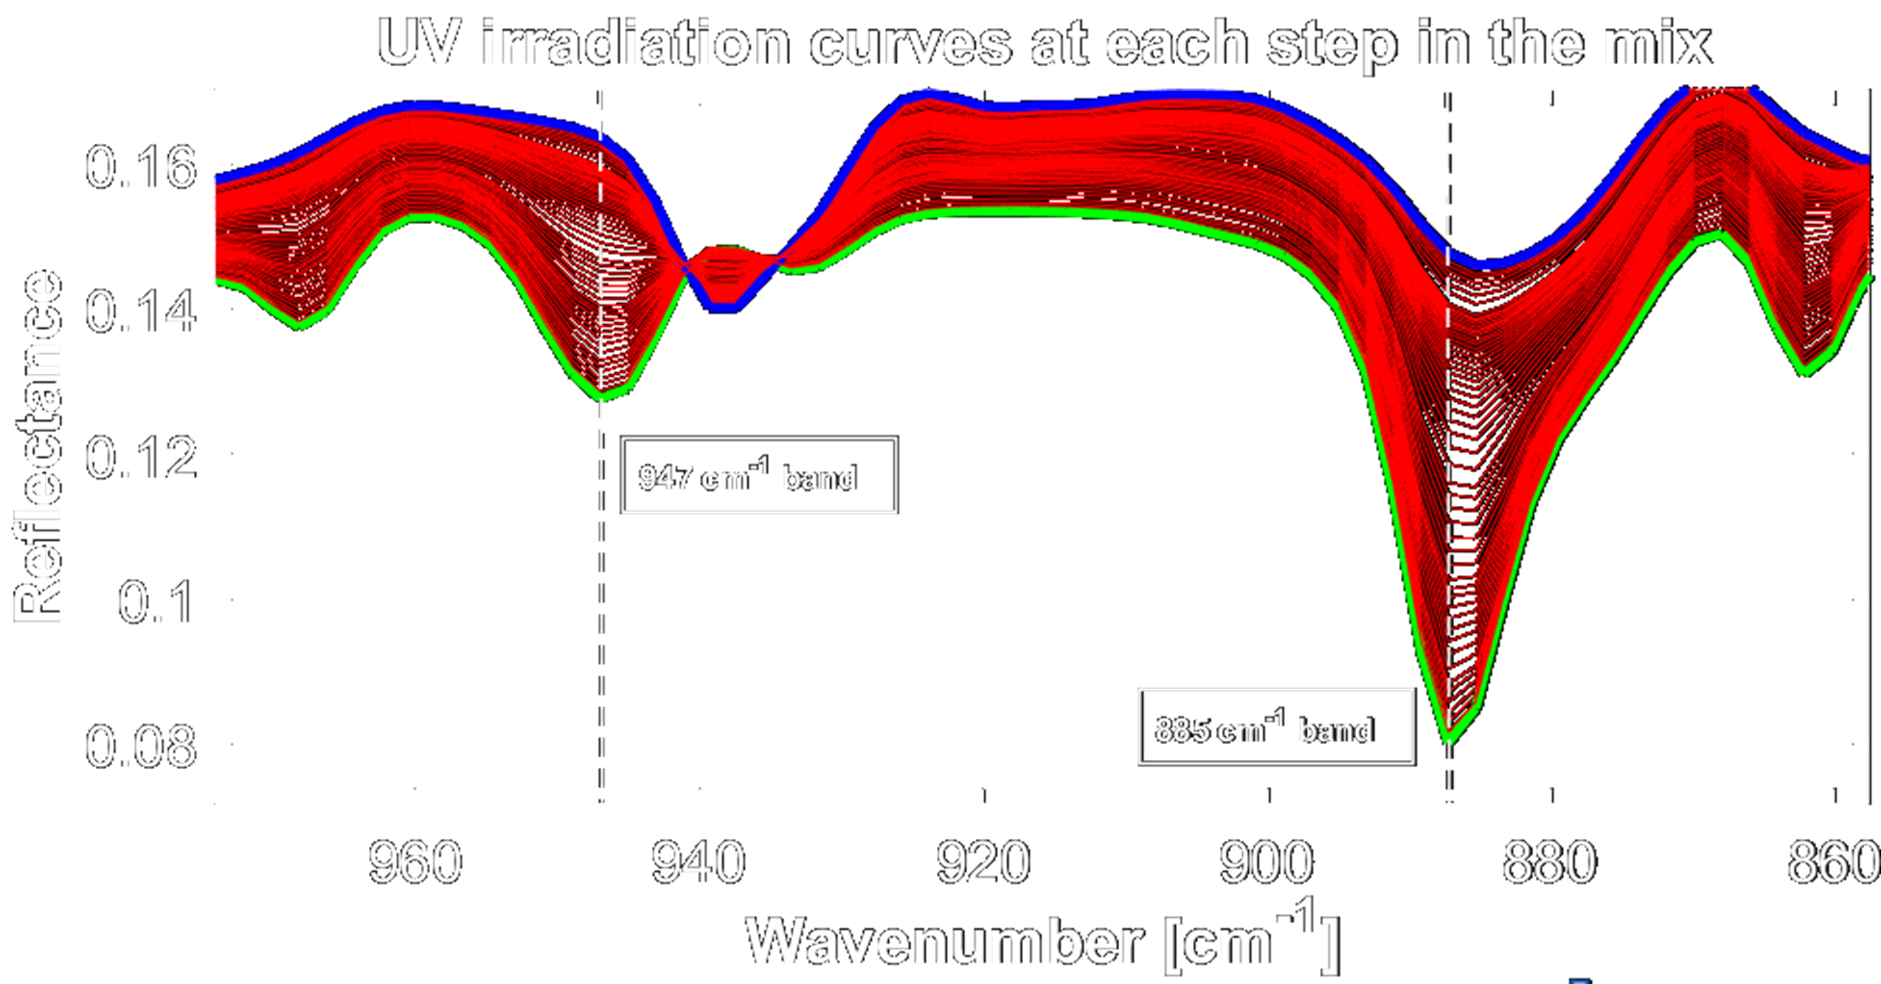 UV irradiation curves at each step in the mix
0.16
0.14
0.12
0.1
0.08
Reflectance
947 cm⁻¹ band
885 cm⁻¹ band
960 940 920 900 880 860
Wavenumber [cm⁻¹]